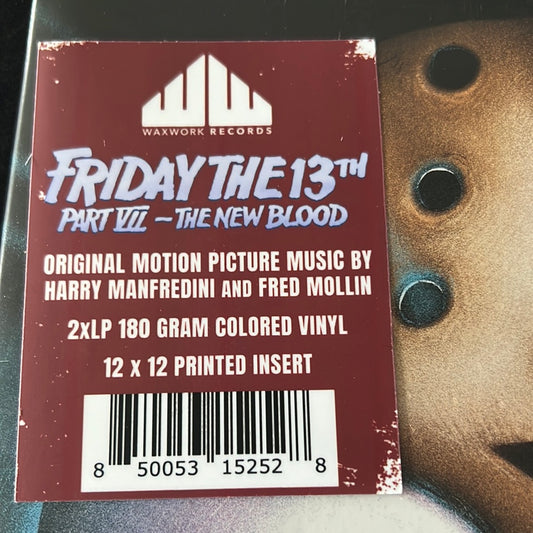 WAXWORK RECORDS
FRIDAY THE 13TH
PART VII – THE NEW BLOOD
ORIGINAL MOTION PICTURE MUSIC BY
HARRY MANFREDINI AND FRED MOLLIN
2xLP 180 GRAM COLORED VINYL
12 x 12 PRINTED INSERT
8 50053 15252 8